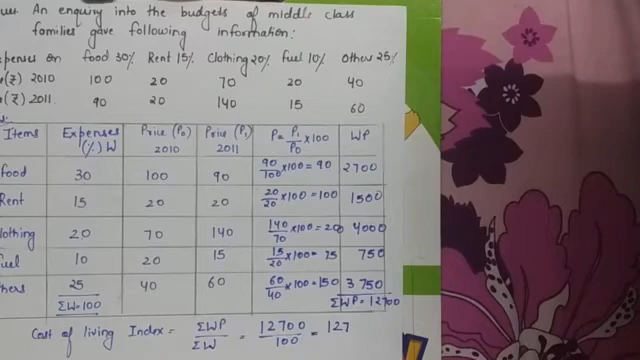 An enquiry into the budgets of middle class
families gave following information:
on food 30% Rent 15% Clothing 20% Fuel 10% Other 25%
(₹) 2010 100 20 70 20 40
(₹) 2011 90 20 140 15 60
Items Expenses (%) W Price (P0) 2010 Price (P1) 2011 P = P1/P0 ×100 WP
food 30 100 90 90/100 ×100 = 90 2700
Rent 15 20 20 20/20 ×100 = 100 1500
20 70 140 140/70 ×100 = 200 4000
10 20 15 15/20 ×100 = 75 750
25 40 60 60/40 ×100 = 150 3750
ΣW=100 ΣWP = 12700
Cost of living Index = ΣWP/ΣW = 12700/100 = 127